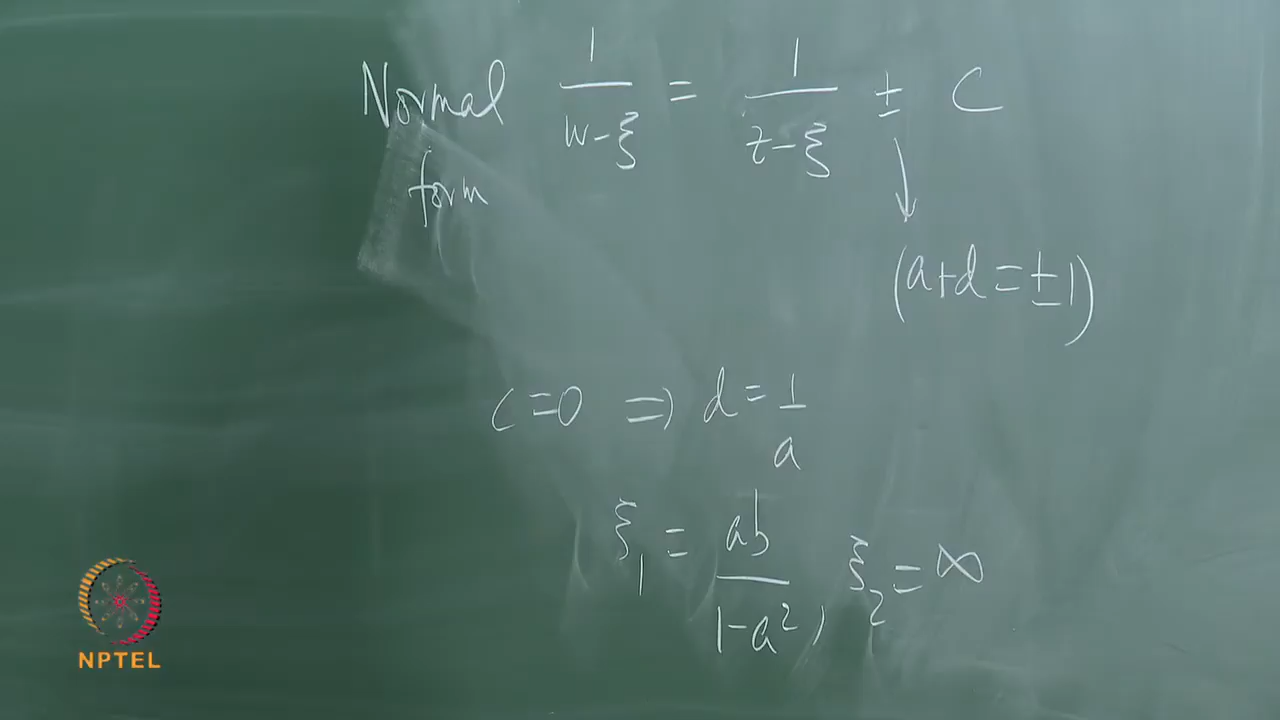 Normal form 1/(w-ξ) = 1/(z-ξ) ± C
(a+d = ±1)
c=0 ⇒ d = 1/a
ξ₁ = ab/(1-a²), ξ₂ = ∞
NPTEL